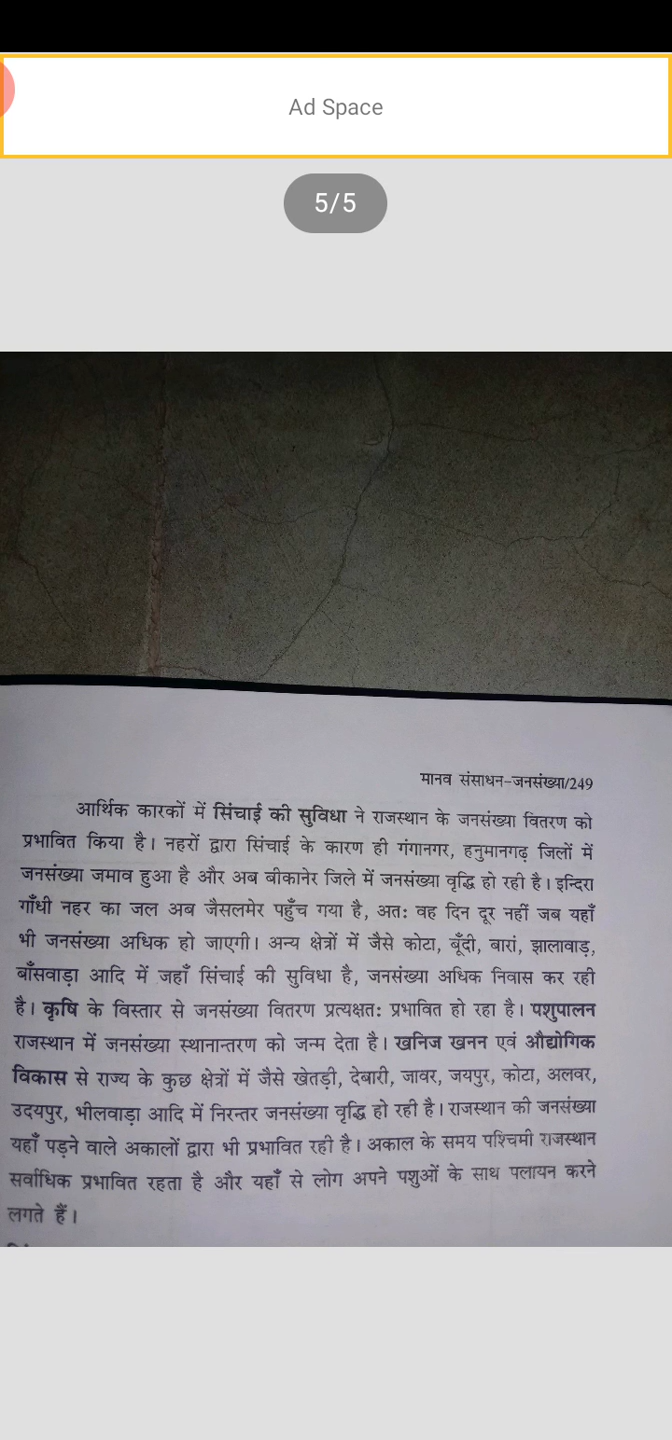 Ad Space
5/5
मानव संसाधन-जनसंख्या/249
आर्थिक कारकों में सिंचाई की सुविधा ने राजस्थान के जनसंख्या वितरण को
प्रभावित किया है। नहरों द्वारा सिंचाई के कारण ही गंगानगर, हनुमानगढ़ जिलों में
जनसंख्या जमाव हुआ है और अब बीकानेर जिले में जनसंख्या वृद्धि हो रही है। इन्दिरा
गाँधी नहर का जल अब जैसलमेर पहुँच गया है, अतः वह दिन दूर नहीं जब यहाँ
भी जनसंख्या अधिक हो जाएगी। अन्य क्षेत्रों में जैसे कोटा, बूँदी, बारां, झालावाड़,
बाँसवाड़ा आदि में जहाँ सिंचाई की सुविधा है, जनसंख्या अधिक निवास कर रही
है। कृषि के विस्तार से जनसंख्या वितरण प्रत्यक्षतः प्रभावित हो रहा है। पशुपालन
राजस्थान में जनसंख्या स्थानान्तरण को जन्म देता है। खनिज खनन एवं औद्योगिक
विकास से राज्य के कुछ क्षेत्रों में जैसे खेतड़ी, देबारी, जावर, जयपुर, कोटा, अलवर,
उदयपुर, भीलवाड़ा आदि में निरन्तर जनसंख्या वृद्धि हो रही है। राजस्थान की जनसंख्या
यहाँ पड़ने वाले अकालों द्वारा भी प्रभावित रही है। अकाल के समय पश्चिमी राजस्थान
सर्वाधिक प्रभावित रहता है और यहाँ से लोग अपने पशुओं के साथ पलायन करने
लगते हैं।